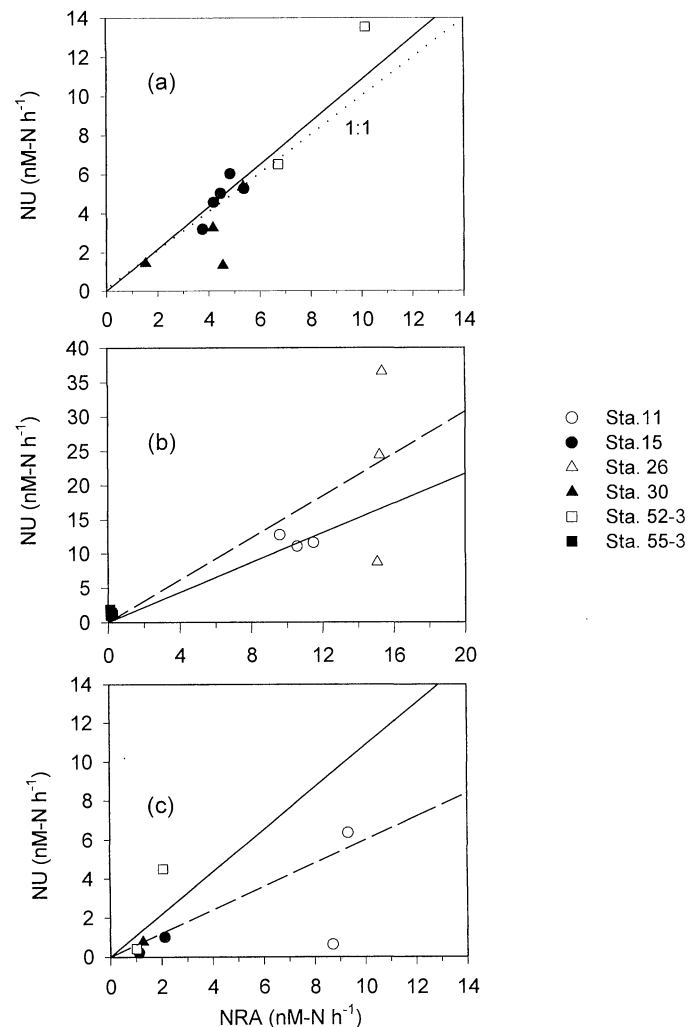 14
12
10
8
6
4
2
0
NU (nM-N h⁻¹)
(a)
1:1
0 2 4 6 8 10 12 14
40
35
30
25
20
15
10
5
0
NU (nM-N h⁻¹)
(b)
0 4 8 12 16 20
Sta.11
Sta.15
Sta. 26
Sta. 30
Sta. 52-3
Sta. 55-3
14
12
10
8
6
4
2
0
NU (nM-N h⁻¹)
(c)
0 2 4 6 8 10 12 14
NRA (nM-N h⁻¹)